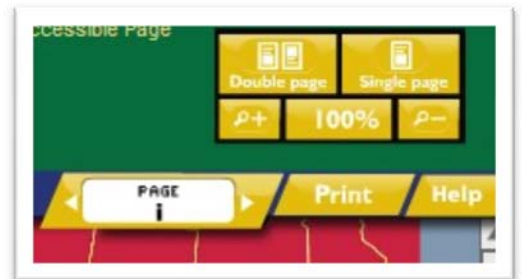 ccessible Page
Double page Single page
100%
PAGE
i
Print Help